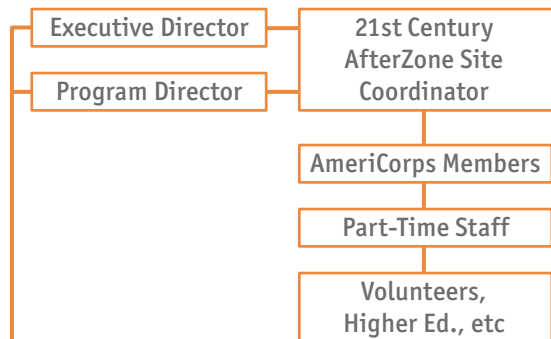 Executive Director
Program Director
21st Century
AfterZone Site
Coordinator
AmeriCorps Members
Part-Time Staff
Volunteers,
Higher Ed., etc